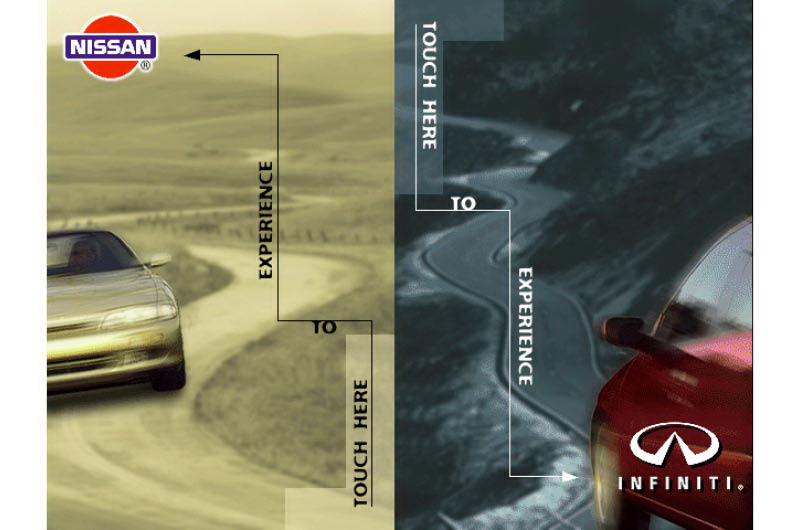 NISSAN
®
TOUCH HERE
TO
EXPERIENCE
TOUCH HERE
TO
EXPERIENCE
INFINITI®